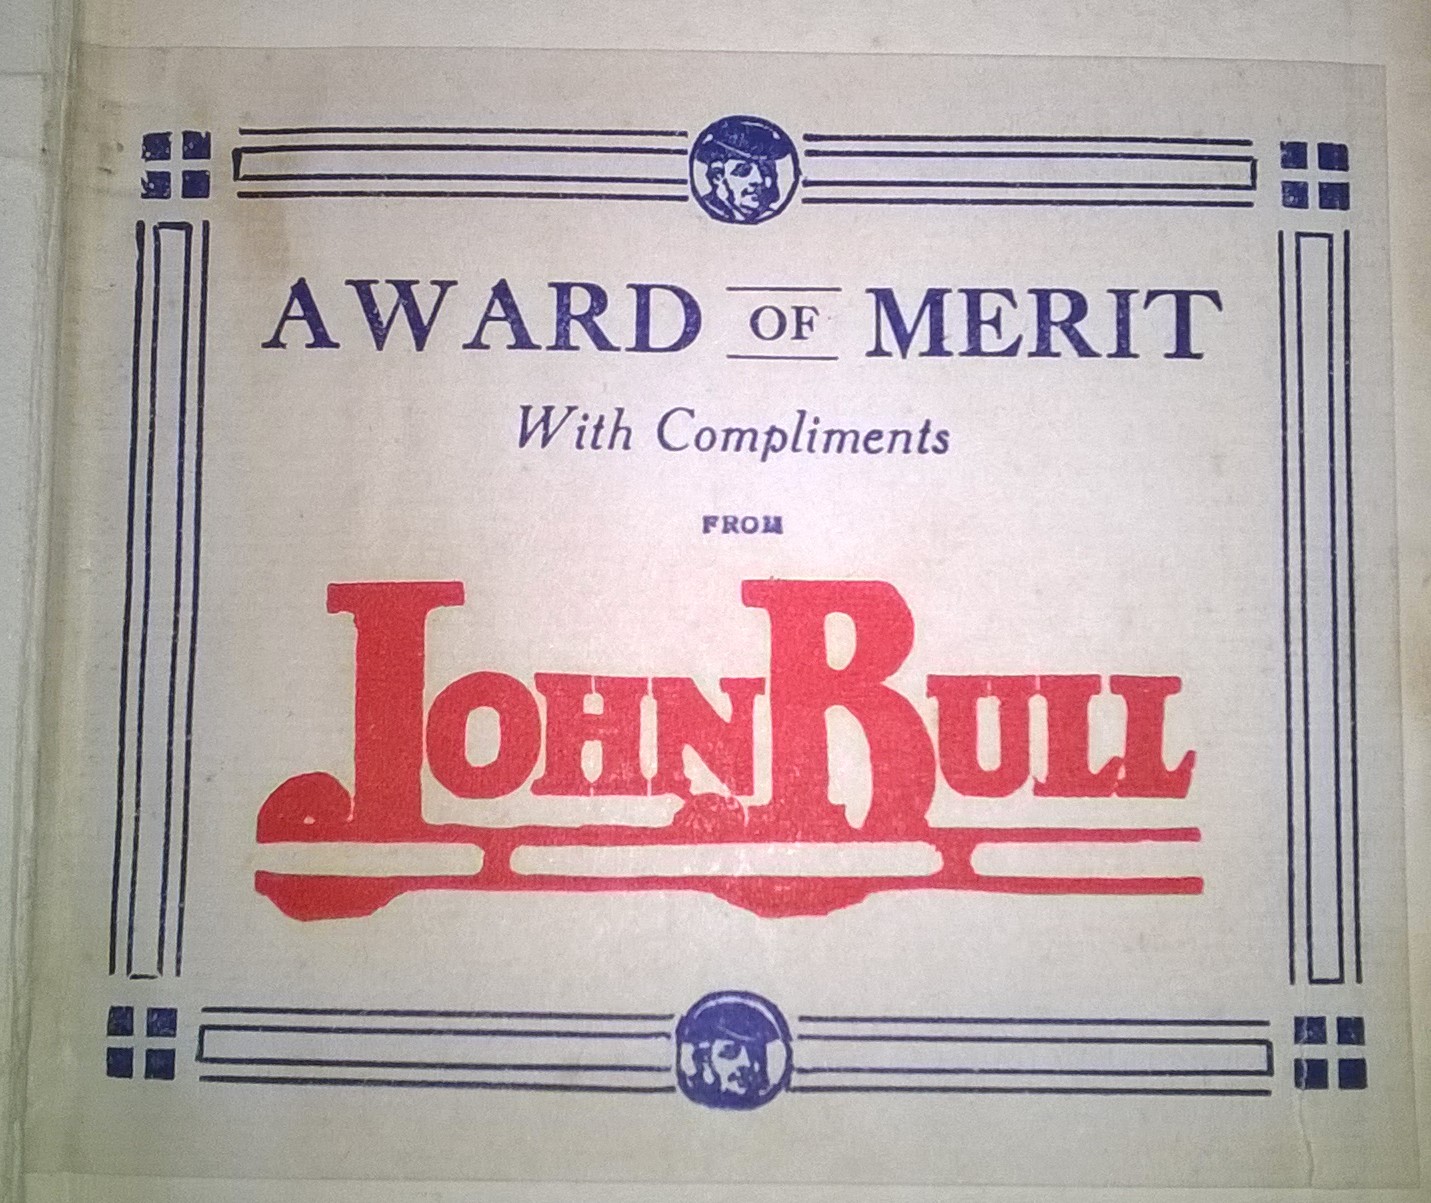 AWARD OF MERIT
With Compliments
FROM
JOHN BULL